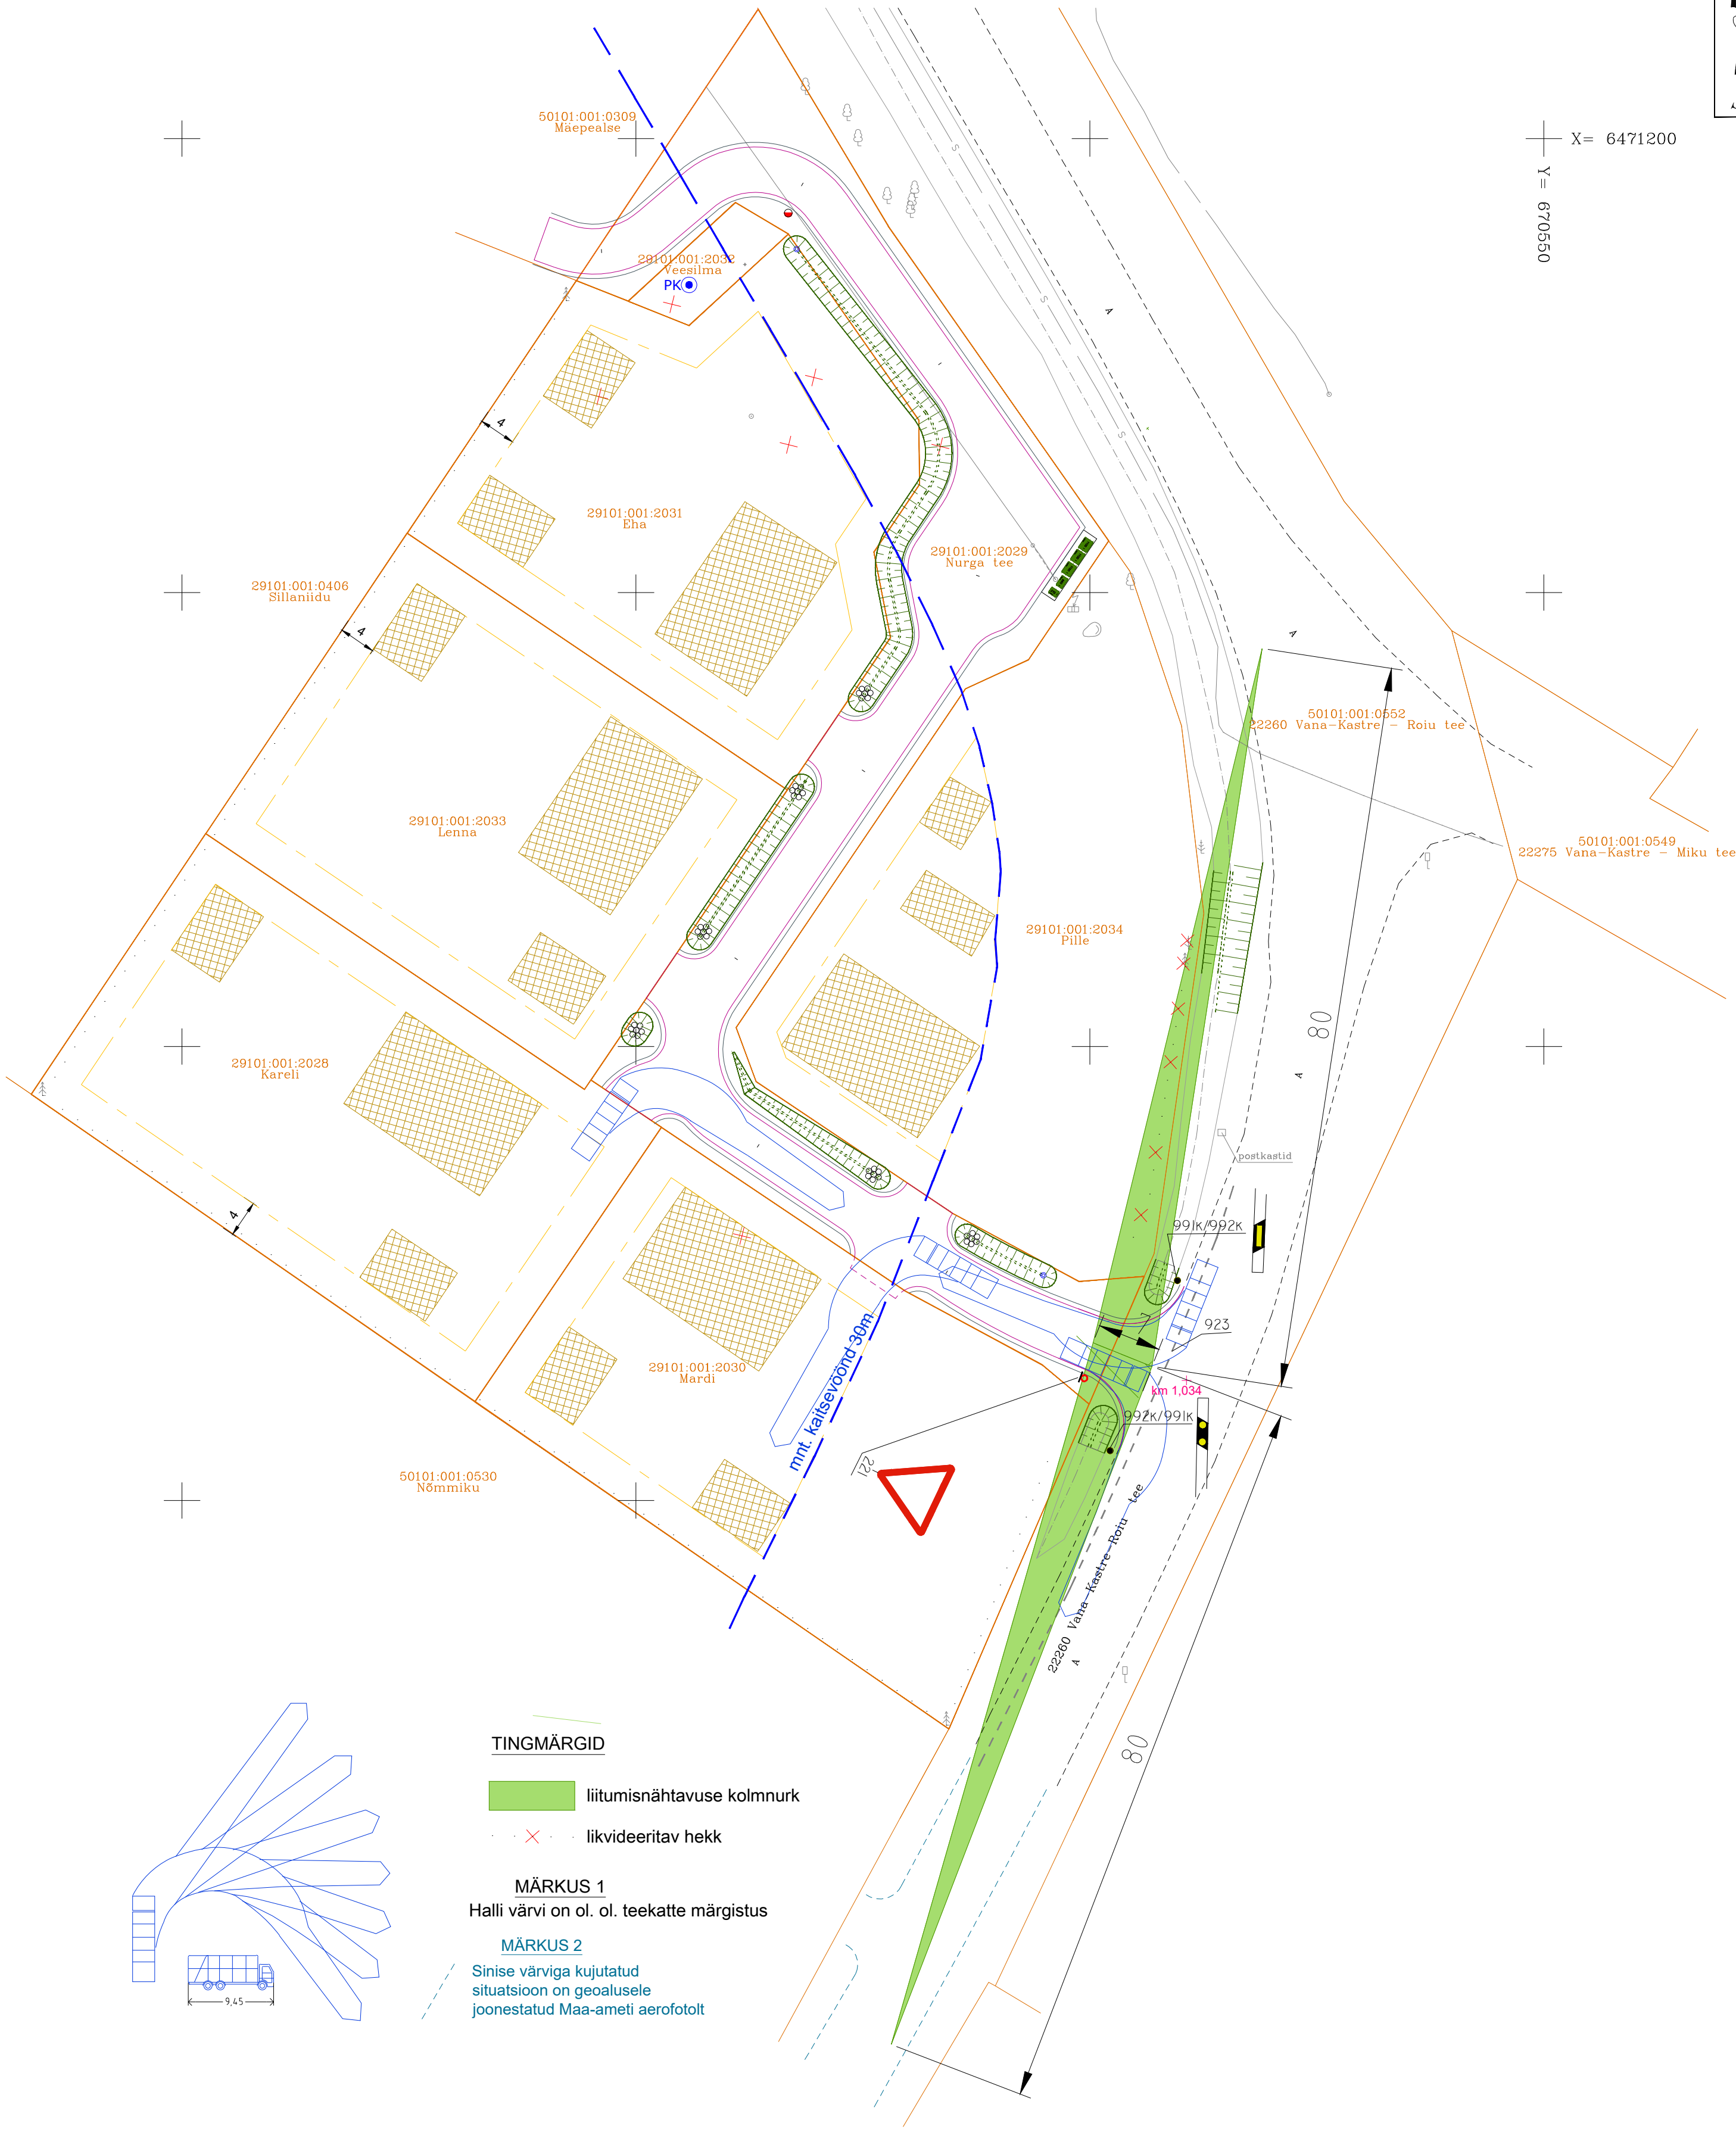 50101:001:0309
Mäepealse
X= 6471200
Y= 670550
29101:001:2032
Veesilma
PK
4
29101:001:2031
Eha
29101:001:2029
Nurga tee
50101:001:0406
Sillaniidu
4
50101:001:0552
22260 Vana-Kastre - Roiu tee
29101:001:2033
Lenna
50101:001:0549
22275 Vana-Kastre - Miku tee
29101:001:2034
Pille
80
29101:001:2028
Kareli
postkastid
4
991k/992k
923
7
29101:001:2030
Mardi
mnt. kaitsevöönd 30m
km 1,034
992k/991k
221
50101:001:0530
Nõmmiku
22260 Vana-Kastre-Roiu tee
A
A
A
A
S
S
S
80
TINGMÄRGID
liitumisnähtavuse kolmnurk
likvideeritav hekk
MÄRKUS 1
Halli värvi on ol. ol. teekatte märgistus
MÄRKUS 2
Sinise värviga kujutatud
situatsioon on geoalusele
joonestatud Maa-ameti aerofotolt
9,45